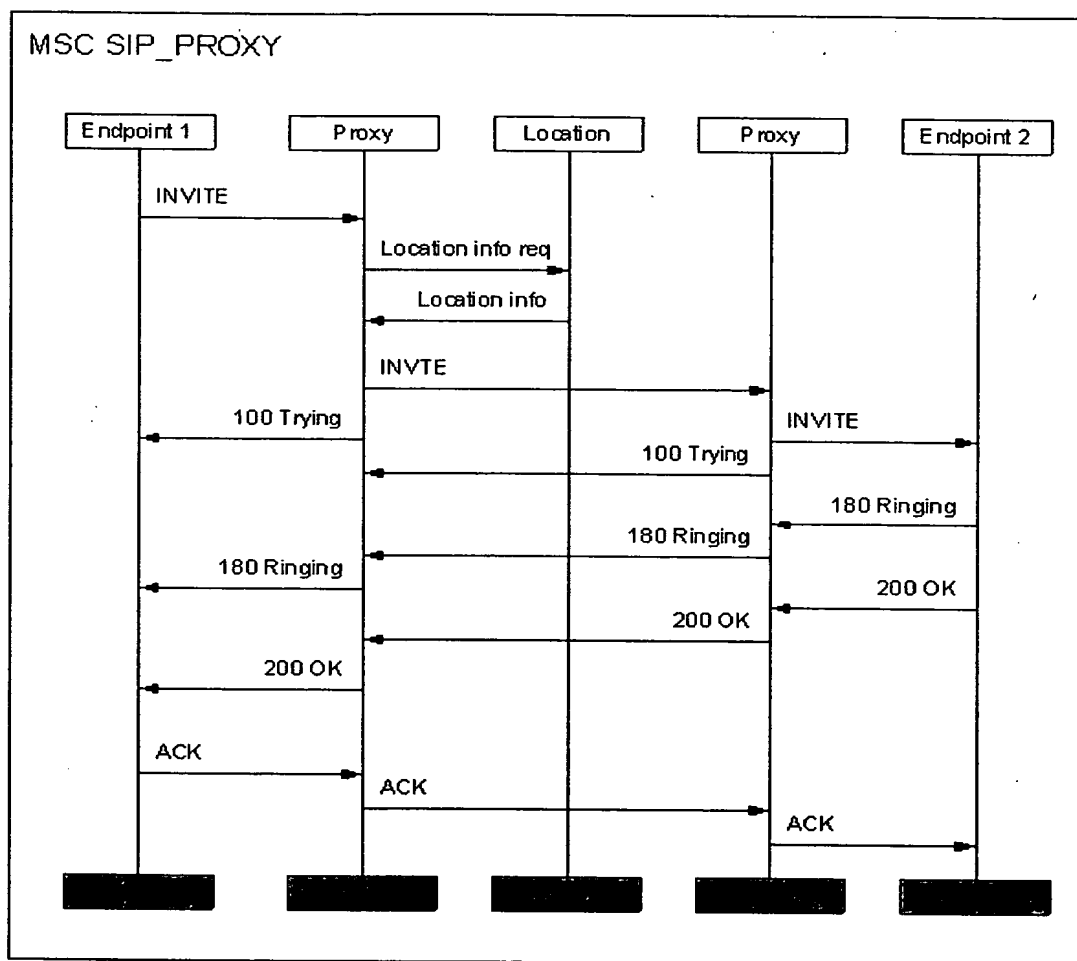 MSC SIP_PROXY
Endpoint 1 Proxy Location Proxy Endpoint 2
INVITE
Location info req
Location info
INVTE
100 Trying
INVITE
100 Trying
180 Ringing
180 Ringing
180 Ringing
200 OK
200 OK
200 OK
ACK
ACK
ACK